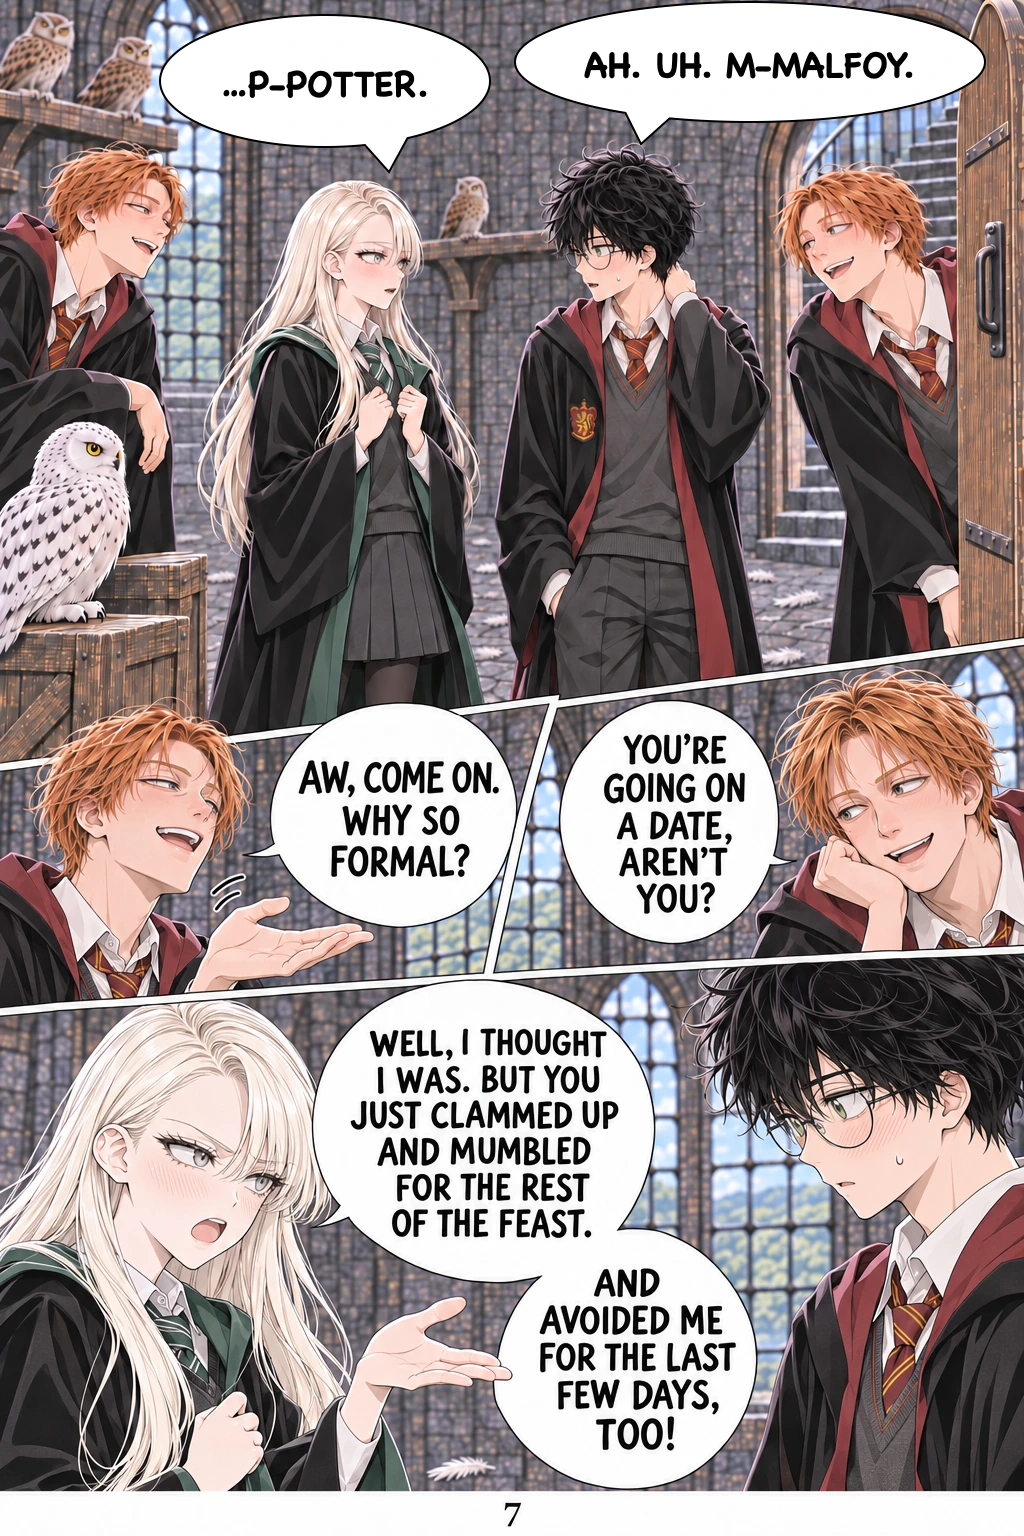 ...P-POTTER.
AH. UH. M-MALFOY.
AW, COME ON.
WHY SO
FORMAL?
YOU'RE
GOING ON
A DATE,
AREN'T
YOU?
WELL, I THOUGHT
I WAS. BUT YOU
JUST CLAMMED UP
AND MUMBLED
FOR THE REST
OF THE FEAST.
AND
AVOIDED ME
FOR THE LAST
FEW DAYS,
TOO!
7